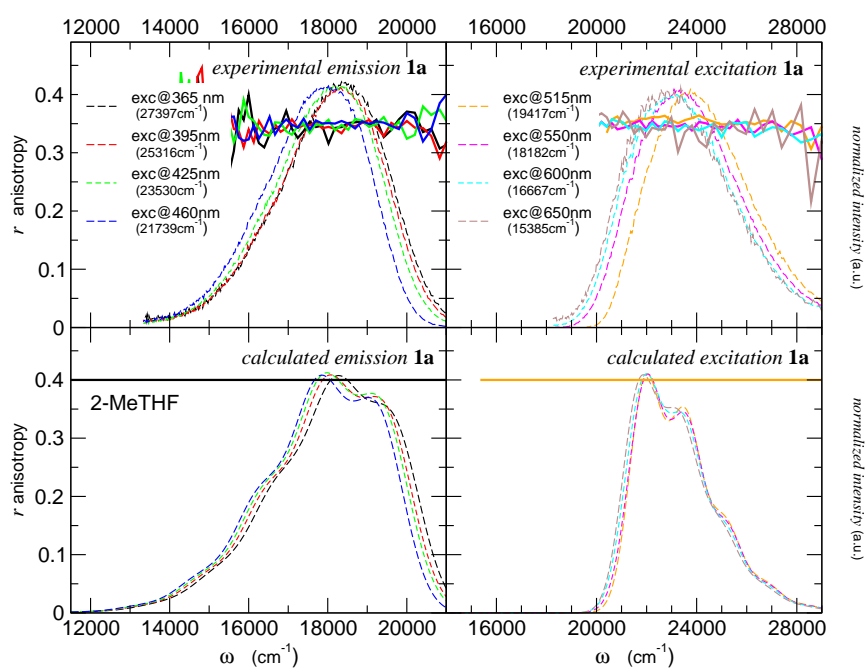 12000 14000 16000 18000 20000
16000 20000 24000 28000
experimental emission 1a
experimental excitation 1a
0.4
0.3
0.2
0.1
0
r anisotropy
exc@365 nm
(27397cm-1)
exc@395nm
(25316cm-1)
exc@425nm
(23530cm-1)
exc@460nm
(21739cm-1)
exc@515nm
(19417cm-1)
exc@550nm
(18182cm-1)
exc@600nm
(16667cm-1)
exc@650nm
(15385cm-1)
normalized intensity (a.u.)
calculated emission 1a
calculated excitation 1a
2-MeTHF
0.4
0.3
0.2
0.1
0
r anisotropy
normalized intensity (a.u.)
12000 14000 16000 18000 20000
16000 20000 24000 28000
ω (cm-1)
ω (cm-1)